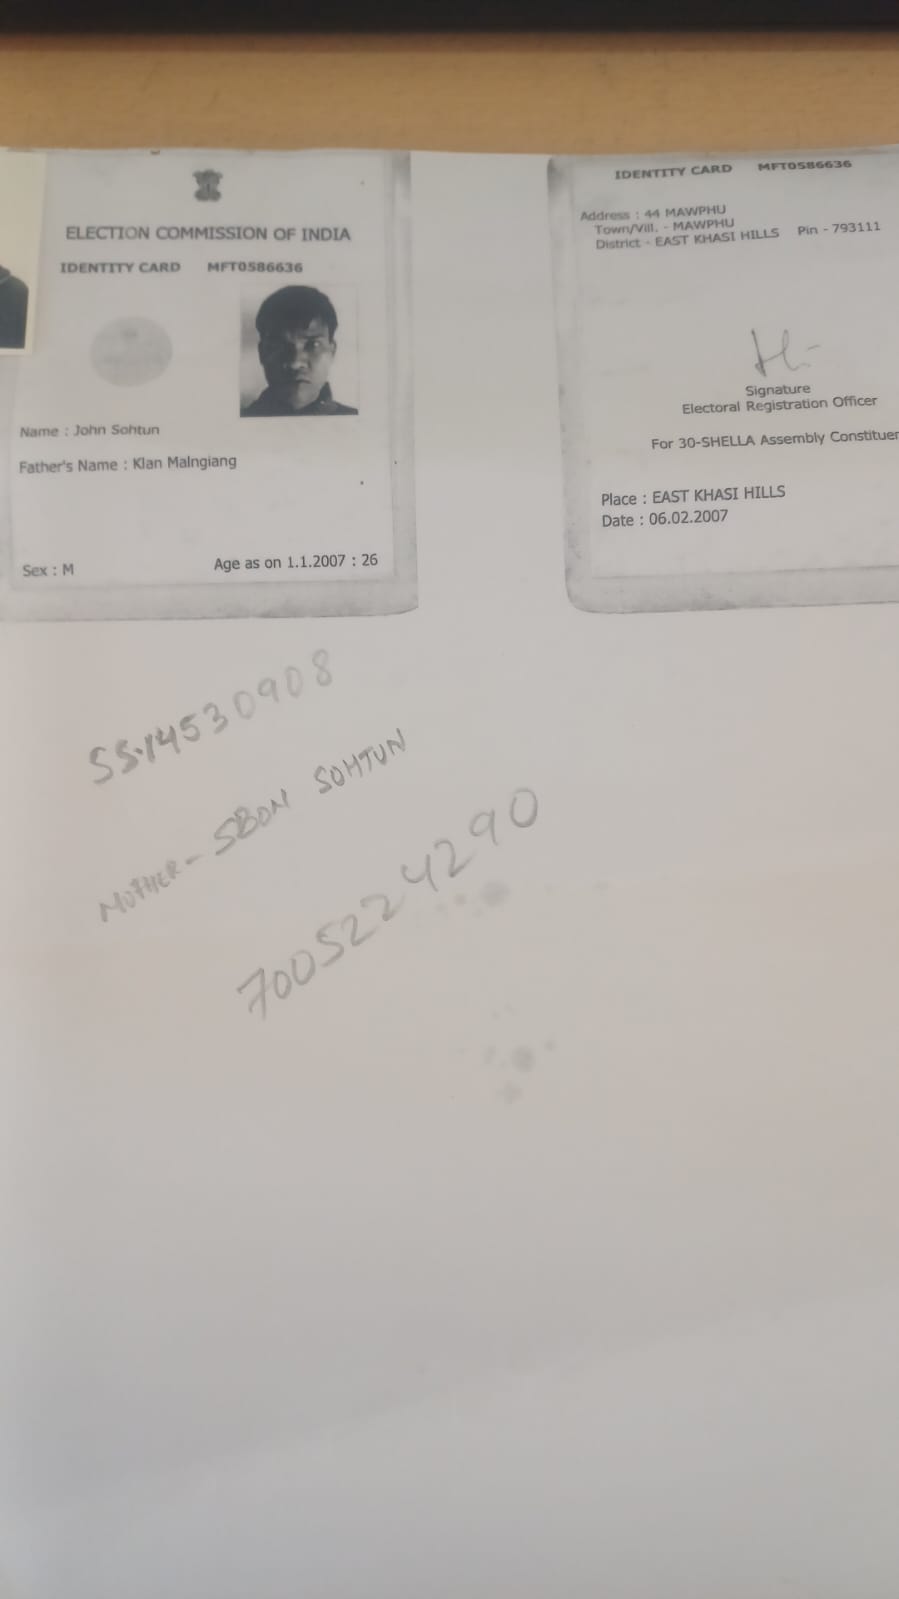 ELECTION COMMISSION OF INDIA
IDENTITY CARD MFT0586636
Name : John Sohtun
Father's Name : Klan Malngiang
Sex : M Age as on 1.1.2007 : 26
IDENTITY CARD MFT0586636
Address : 44 MAWPHU
Town/Vill. - MAWPHU
District - EAST KHASI HILLS Pin - 793111
Signature
Electoral Registration Officer
For 30-SHELLA Assembly Constituen
Place : EAST KHASI HILLS
Date : 06.02.2007
MOTHER - SBON SOHTUN
7005224290